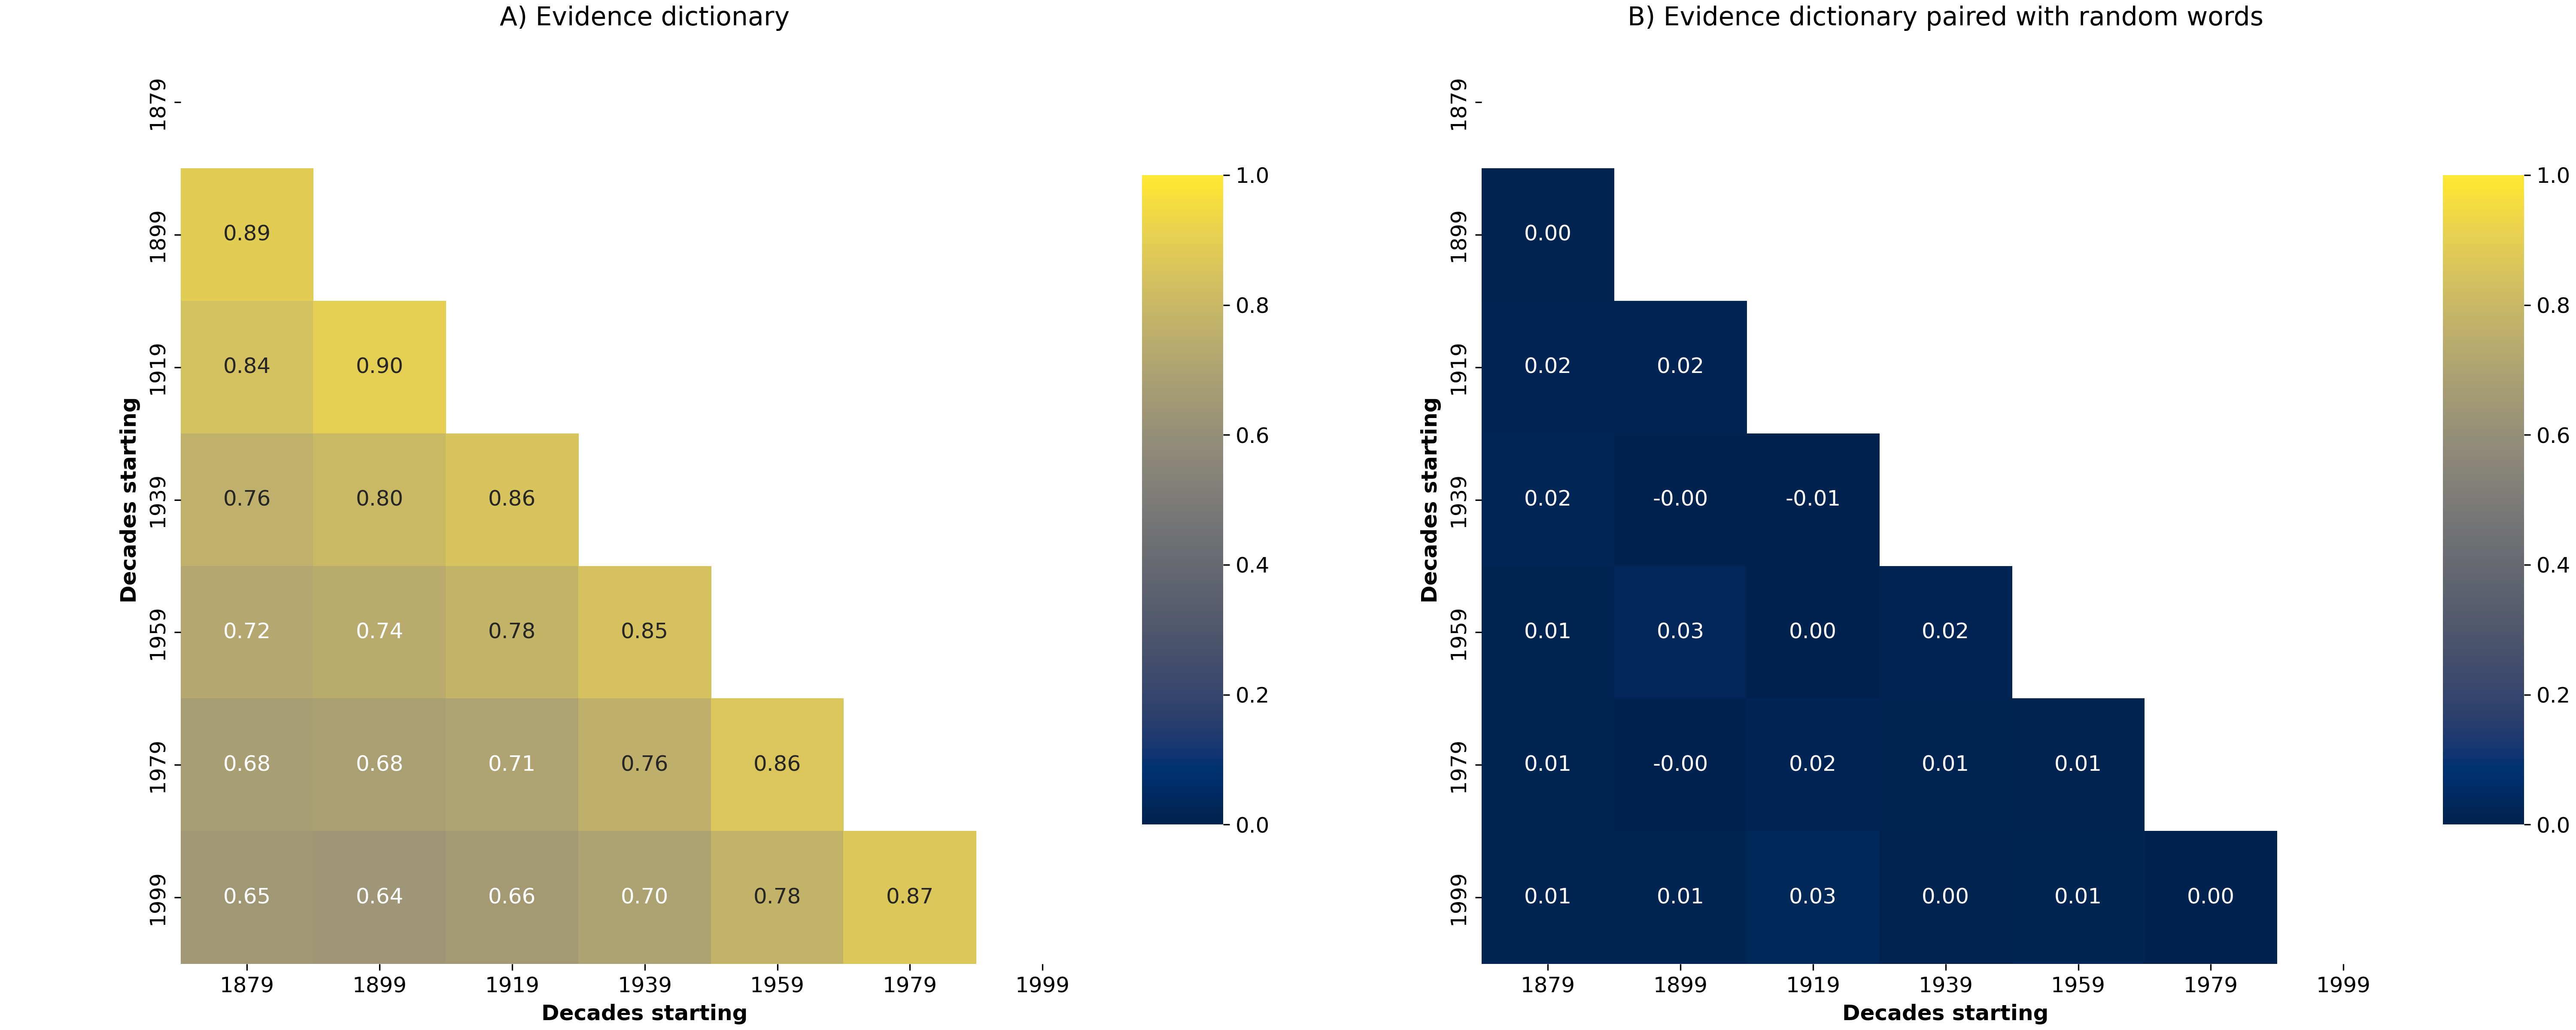 A) Evidence dictionary
1879
1899
0.89
1919
0.84 0.90
1939
0.76 0.80 0.86
1959
0.72 0.74 0.78 0.85
1979
0.68 0.68 0.71 0.76 0.86
1999
0.65 0.64 0.66 0.70 0.78 0.87
Decades starting
1879 1899 1919 1939 1959 1979 1999
Decades starting
1.0
0.8
0.6
0.4
0.2
0.0
B) Evidence dictionary paired with random words
1879
1899
0.00
1919
0.02 0.02
1939
0.02 -0.00 -0.01
1959
0.01 0.03 0.00 0.02
1979
0.01 -0.00 0.02 0.01 0.01
1999
0.01 0.01 0.03 0.00 0.01 0.00
Decades starting
1879 1899 1919 1939 1959 1979 1999
Decades starting
1.0
0.8
0.6
0.4
0.2
0.0